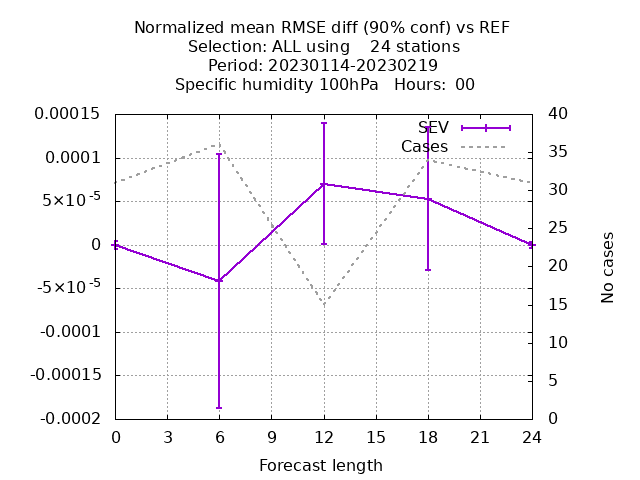 Normalized mean RMSE diff (90% conf) vs REF
Selection: ALL using    24 stations
Period: 20230114-20230219
Specific humidity 100hPa   Hours:  00
0.00015
0.0001
5×10^-5
0
-5×10^-5
-0.0001
-0.00015
-0.0002
SEV
Cases
40
35
30
25
20
15
10
5
0
No cases
0 3 6 9 12 15 18 21 24
Forecast length